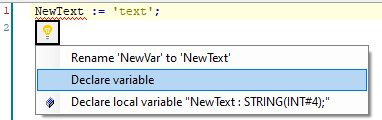 1 NewText := 'text';
2
Rename 'NewVar' to 'NewText'
Declare variable
Declare local variable "NewText : STRING(INT#4);"